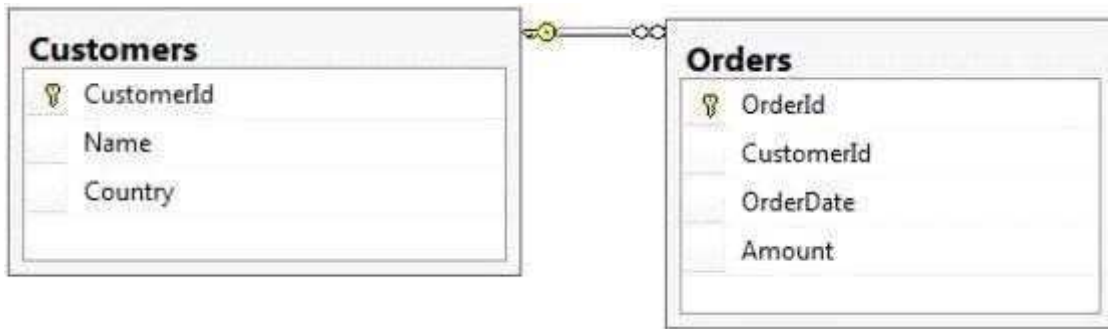 Customers
CustomerId
Name
Country
Orders
OrderId
CustomerId
OrderDate
Amount